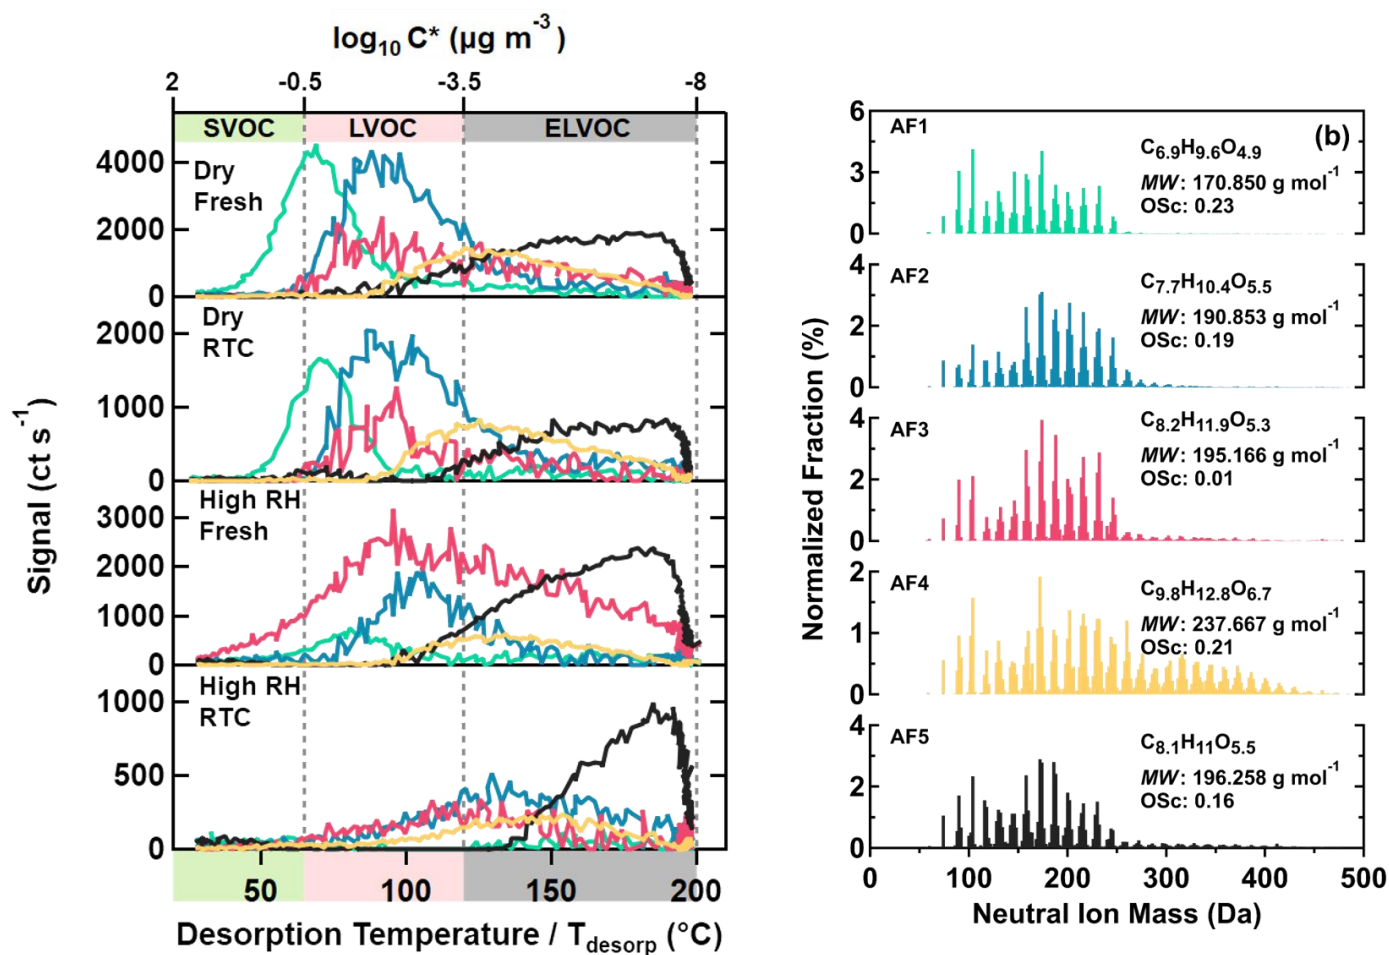 log10 C* (µg m-3)
2 -0.5 -3.5 -8
SVOC LVOC ELVOC
Dry
Fresh
4000
2000
0
Dry
RTC
2000
1000
0
High RH
Fresh
3000
2000
1000
0
High RH
RTC
1000
500
0
Signal (ct s-1)
50 100 150 200
Desorption Temperature / Tdesorp (°C)
(b)
AF1
C6.9H9.6O4.9
MW: 170.850 g mol-1
OSc: 0.23
6
3
0
AF2
C7.7H10.4O5.5
MW: 190.853 g mol-1
OSc: 0.19
4
2
0
AF3
C8.2H11.9O5.3
MW: 195.166 g mol-1
OSc: 0.01
4
2
0
AF4
C9.8H12.8O6.7
MW: 237.667 g mol-1
OSc: 0.21
2
1
0
AF5
C8.1H11O5.5
MW: 196.258 g mol-1
OSc: 0.16
4
2
0
Normalized Fraction (%)
0 100 200 300 400 500
Neutral Ion Mass (Da)